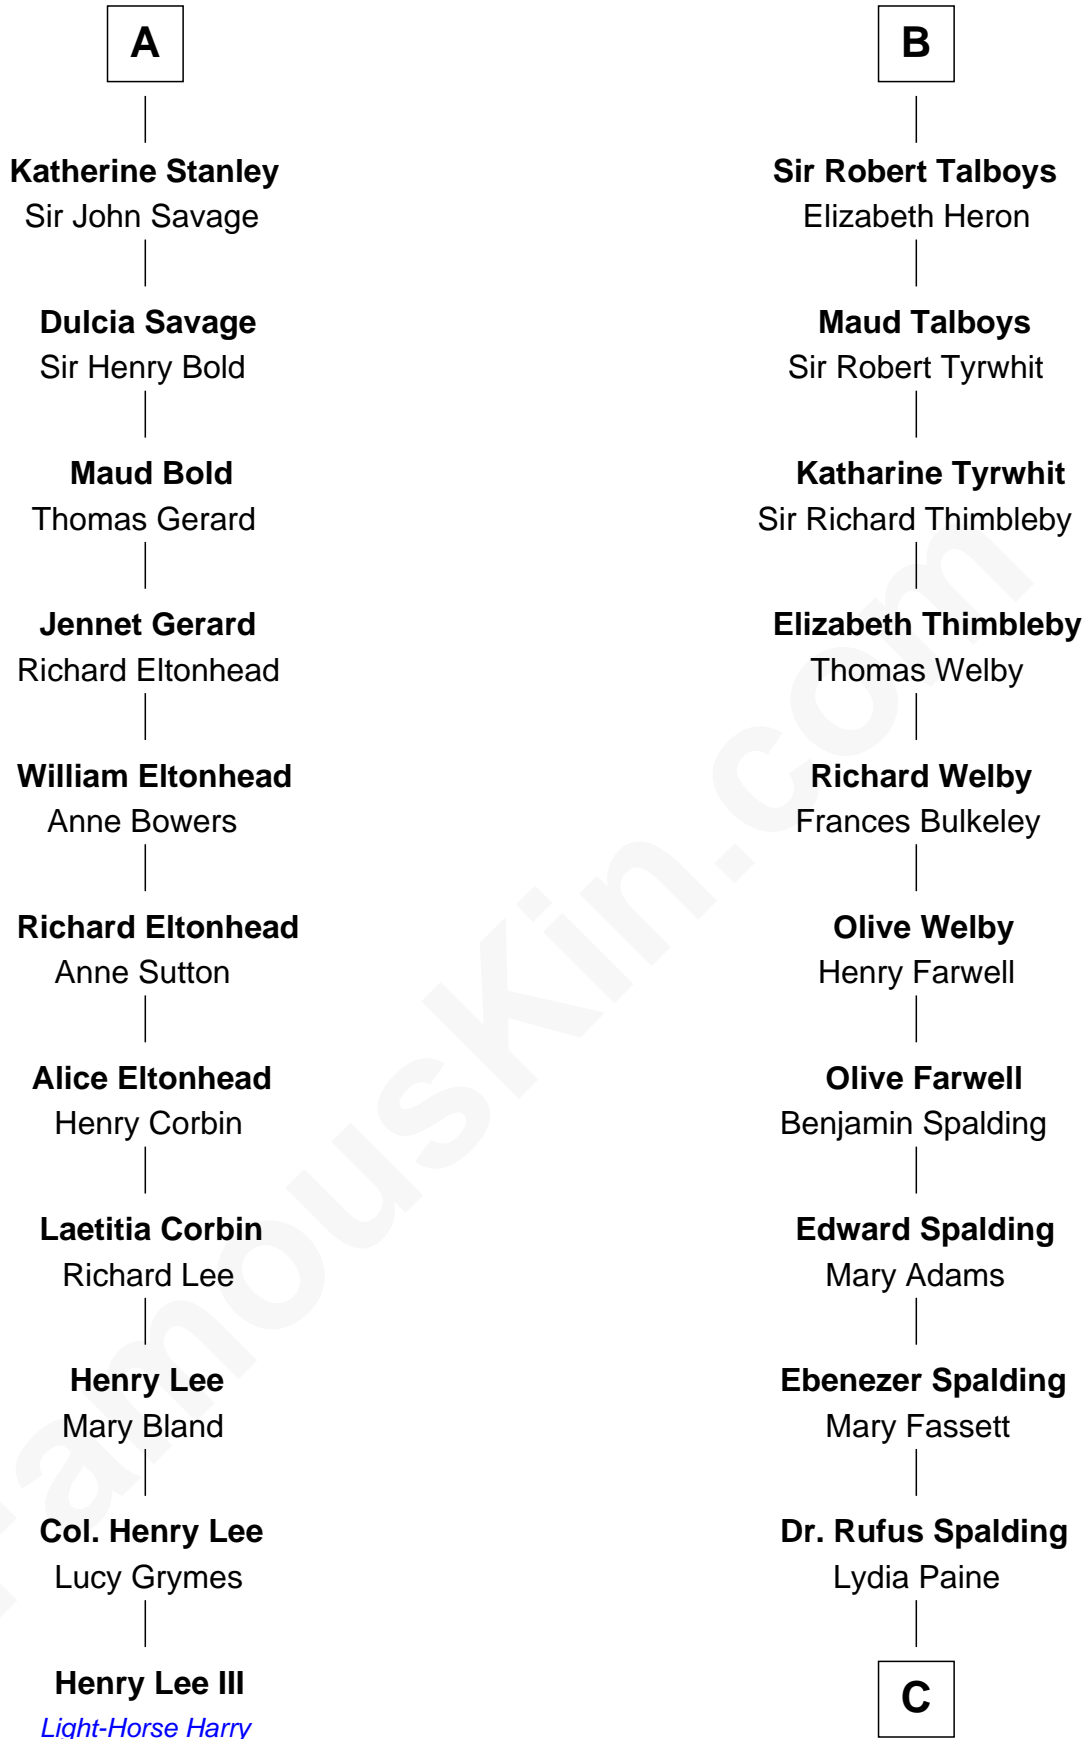 A
Katherine Stanley
Sir John Savage
Dulcia Savage
Sir Henry Bold
Maud Bold
Thomas Gerard
Jennet Gerard
Richard Eltonhead
William Eltonhead
Anne Bowers
Richard Eltonhead
Anne Sutton
Alice Eltonhead
Henry Corbin
Laetitia Corbin
Richard Lee
Henry Lee
Mary Bland
Col. Henry Lee
Lucy Grymes
Henry Lee III
Light-Horse Harry
B
Sir Robert Talboys
Elizabeth Heron
Maud Talboys
Sir Robert Tyrwhit
Katharine Tyrwhit
Sir Richard Thimbleby
Elizabeth Thimbleby
Thomas Welby
Richard Welby
Frances Bulkeley
Olive Welby
Henry Farwell
Olive Farwell
Benjamin Spalding
Edward Spalding
Mary Adams
Ebenezer Spalding
Mary Fassett
Dr. Rufus Spalding
Lydia Paine
C
FamousKin.com